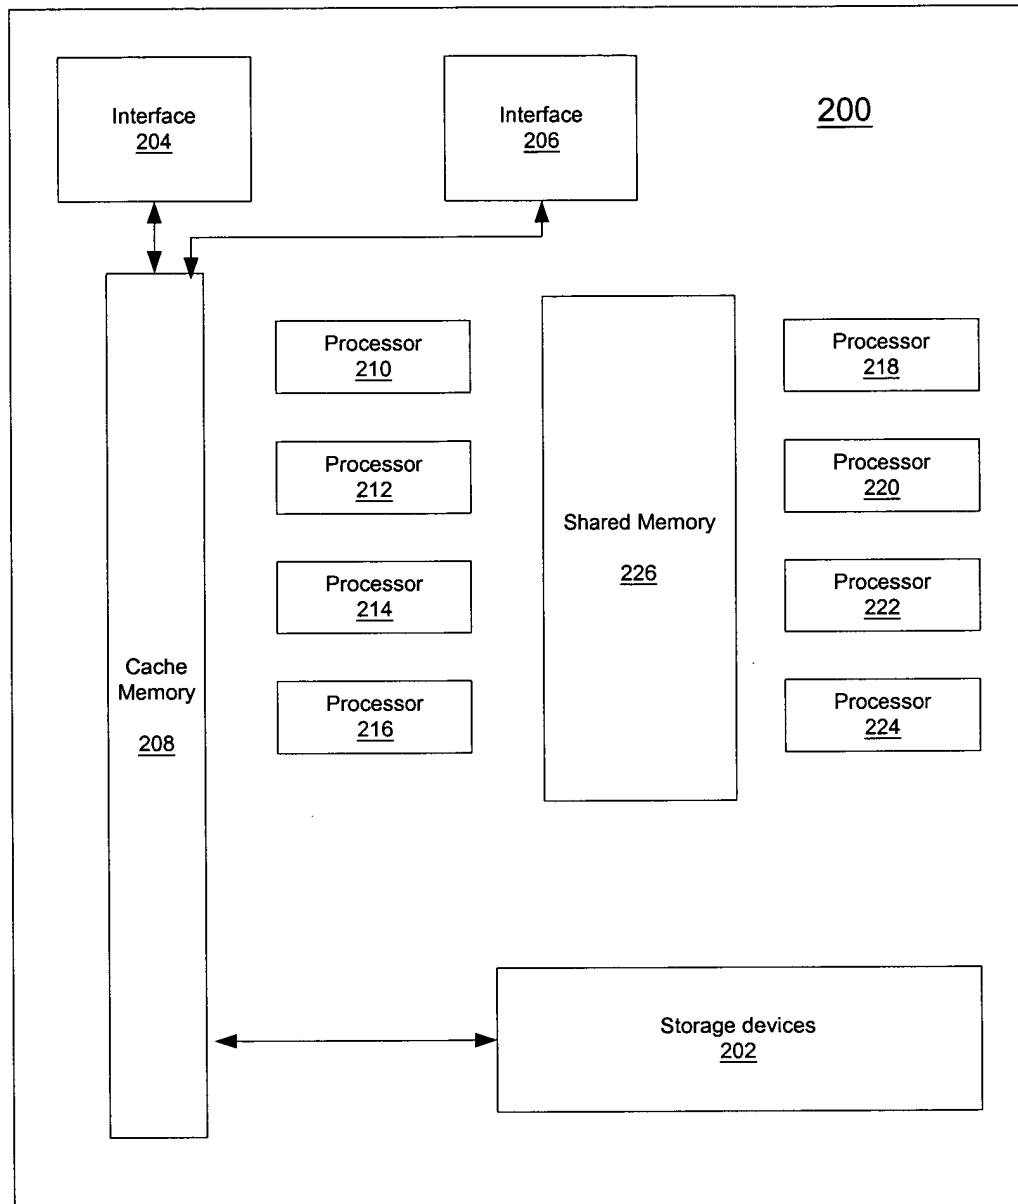 Interface
204
Interface
206
200
Processor
210
Processor
218
Processor
212
Processor
220
Shared Memory
226
Processor
214
Processor
222
Cache
Memory
208
Processor
216
Processor
224
Storage devices
202